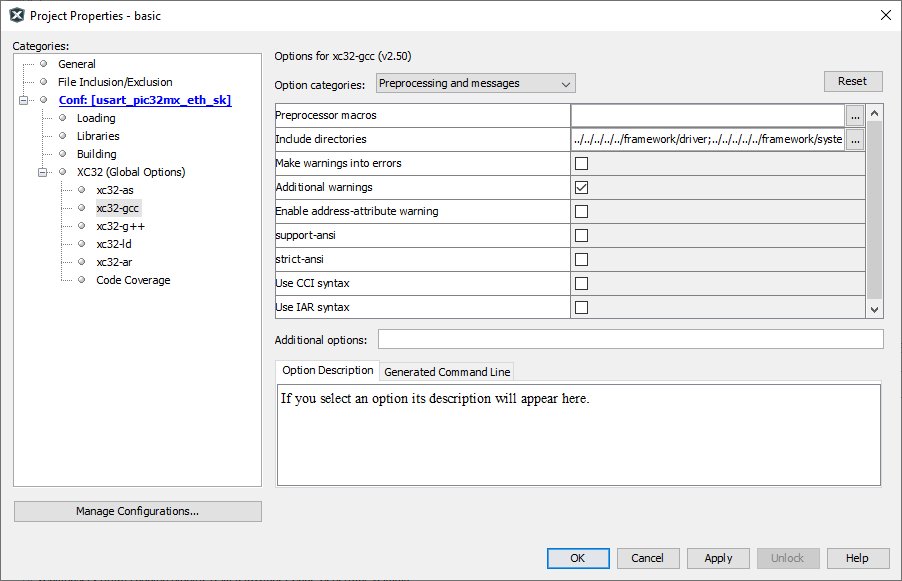 Project Properties - basic
Categories:
General
File Inclusion/Exclusion
Conf: [usart_pic32mx_eth_sk]
Loading
Libraries
Building
XC32 (Global Options)
xc32-as
xc32-gcc
xc32-g++
xc32-ld
xc32-ar
Code Coverage
Manage Configurations...
Options for xc32-gcc (v2.50)
Option categories: Preprocessing and messages
Reset
Preprocessor macros ...
Include directories ../../../../../framework/driver;../../../../../framework/syste ...
Make warnings into errors
Additional warnings
Enable address-attribute warning
support-ansi
strict-ansi
Use CCI syntax
Use IAR syntax
Additional options:
Option Description Generated Command Line
If you select an option its description will appear here.
OK Cancel Apply Unlock Help